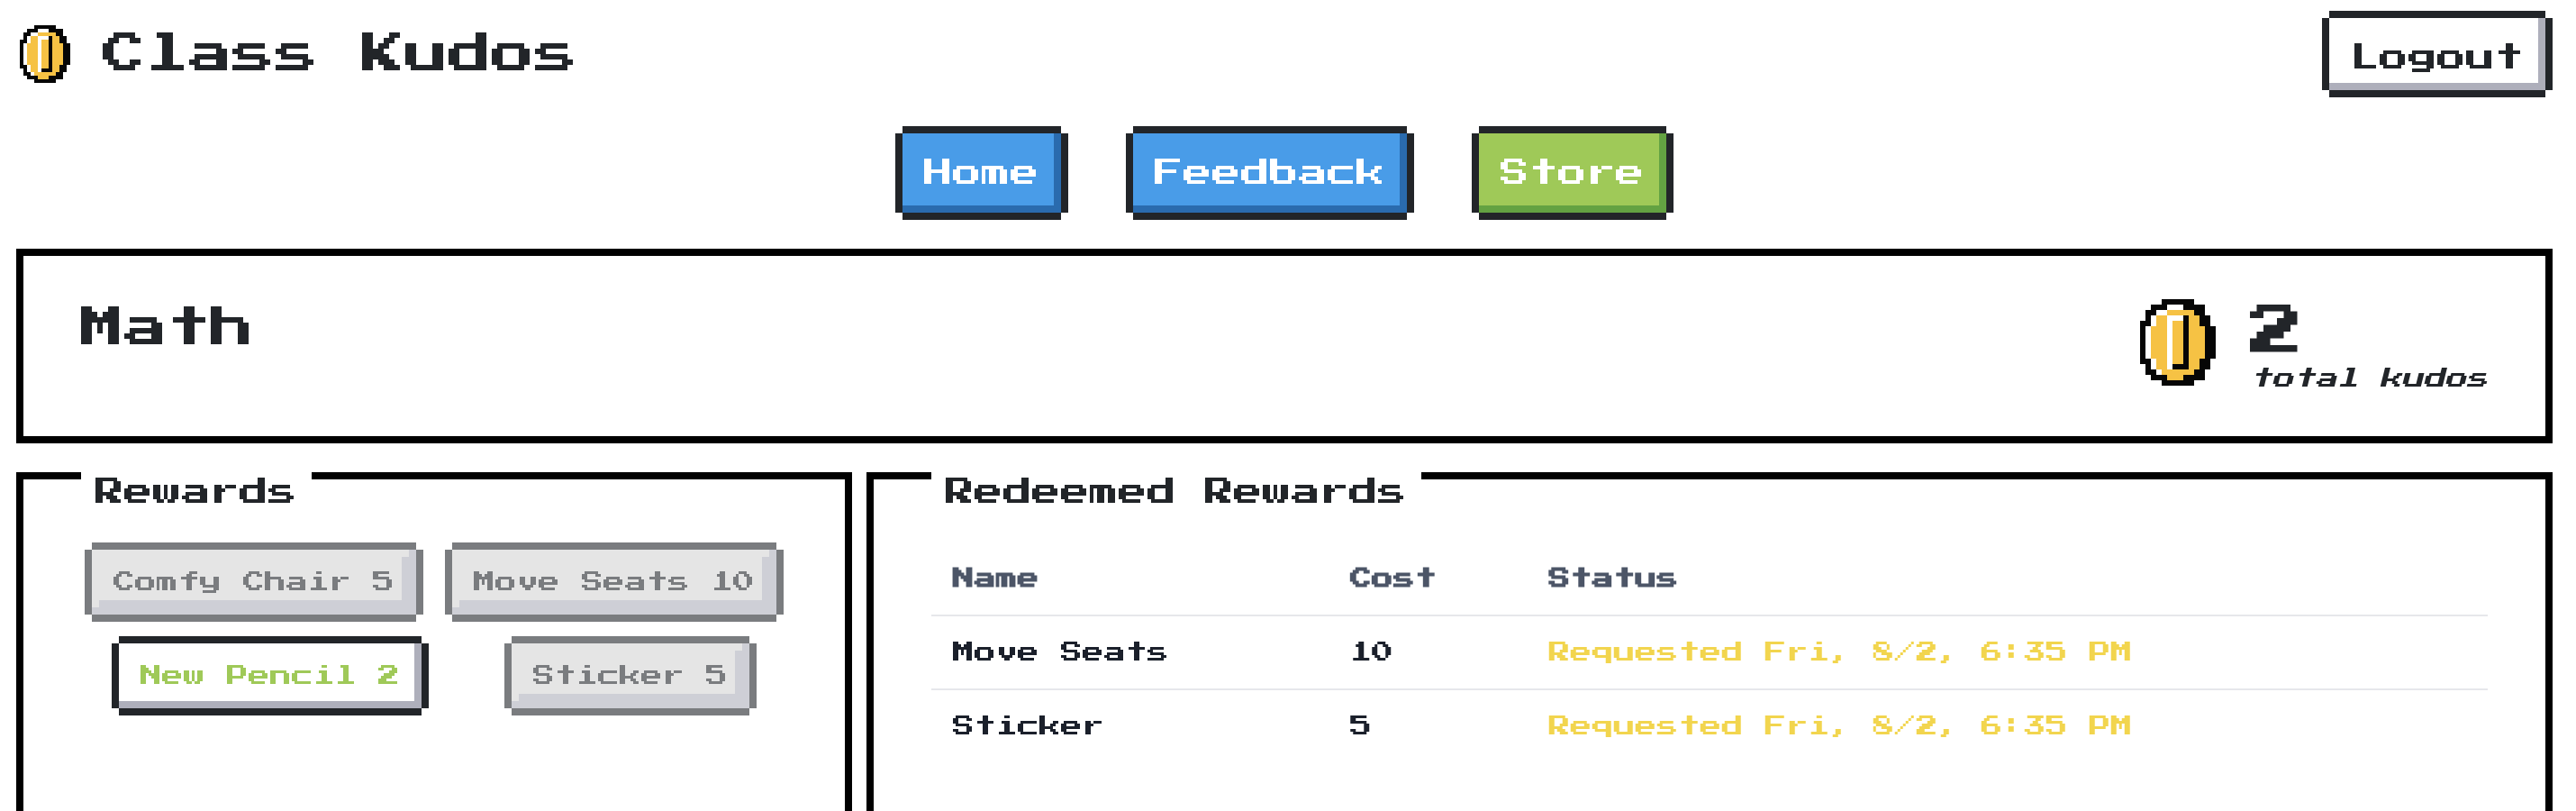 Class Kudos
Logout
Home
Feedback
Store
Math
2
total kudos
Rewards
Comfy Chair 5
Move Seats 10
New Pencil 2
Sticker 5
Redeemed Rewards
Name Cost Status
Move Seats 10 Requested Fri, 8/2, 6:35 PM
Sticker 5 Requested Fri, 8/2, 6:35 PM